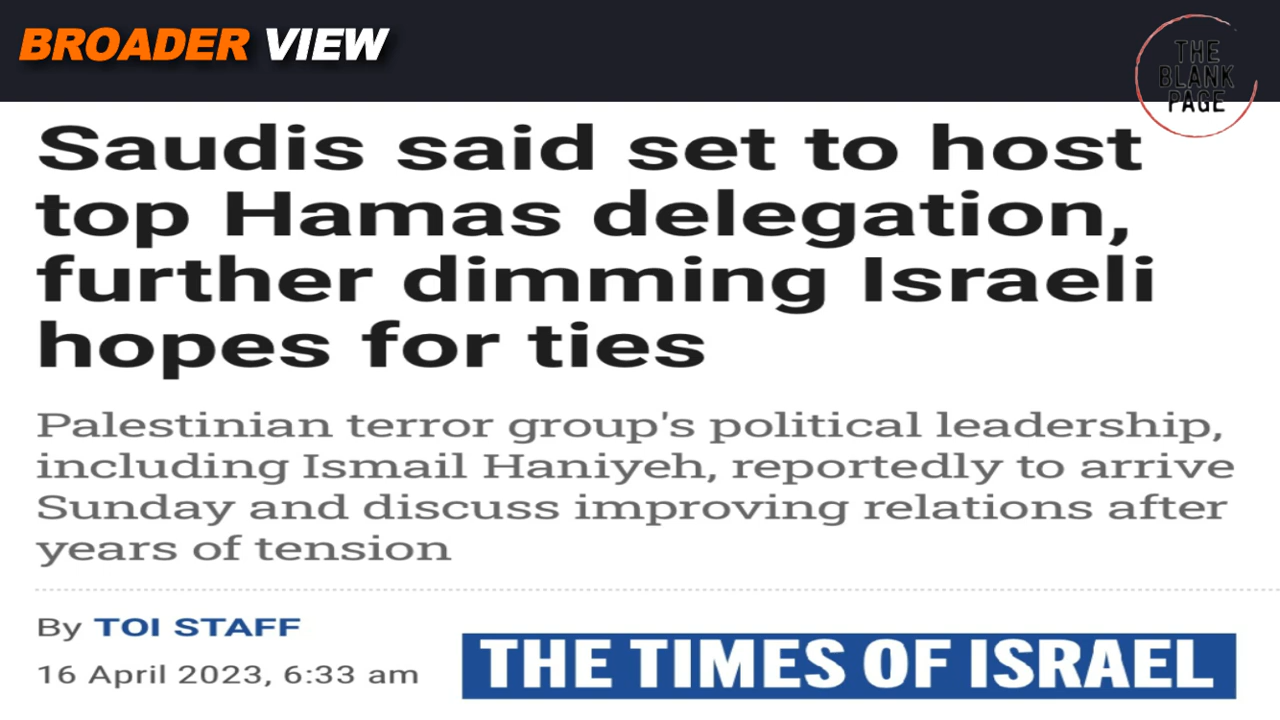 BROADER VIEW
THE
BLANK
PAGE
Saudis said set to host
top Hamas delegation,
further dimming Israeli
hopes for ties
Palestinian terror group's political leadership,
including Ismail Haniyeh, reportedly to arrive
Sunday and discuss improving relations after
years of tension
By TOI STAFF
16 April 2023, 6:33 am
THE TIMES OF ISRAEL